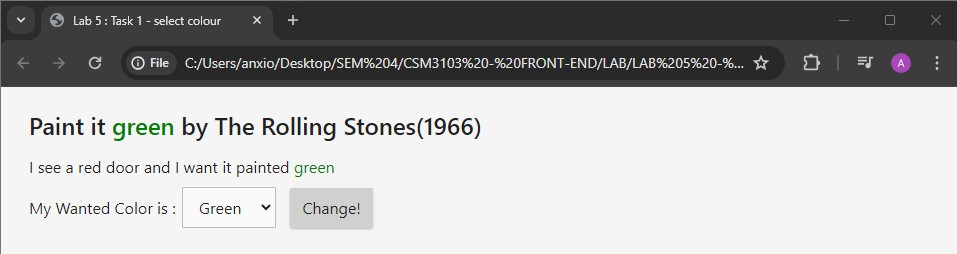 Lab 5 : Task 1 - select colour
File C:/Users/anxio/Desktop/SEM%204/CSM3103%20-%20FRONT-END/LAB/LAB%205%20-%... A
Paint it green by The Rolling Stones(1966)
I see a red door and I want it painted green
My Wanted Color is : Green Change!